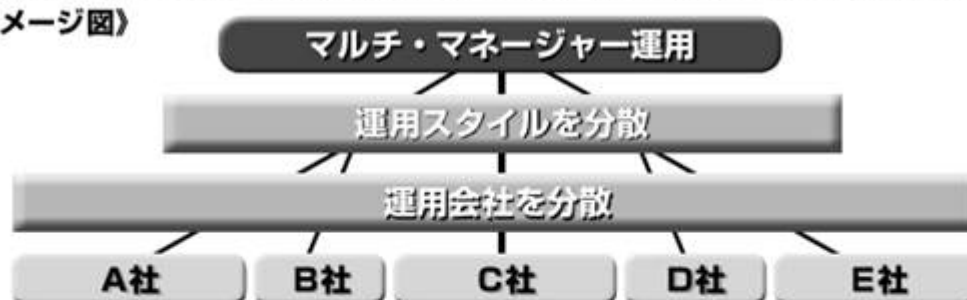 メージ図》
マルチ・マネージャー運用
運用スタイルを分散
運用会社を分散
A社 B社 C社 D社 E社